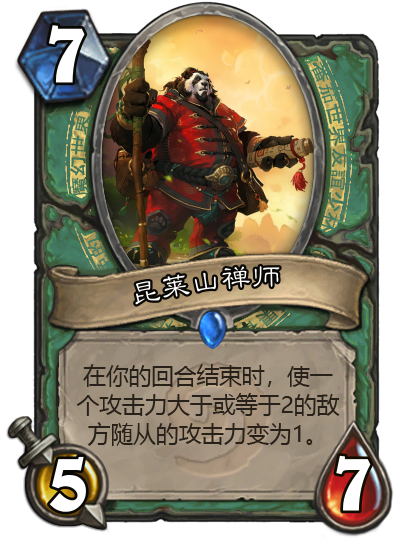 7
昆莱山禅师
在你的回合结束时，使一
个攻击力大于或等于2的敌
方随从的攻击力变为1。
5
7